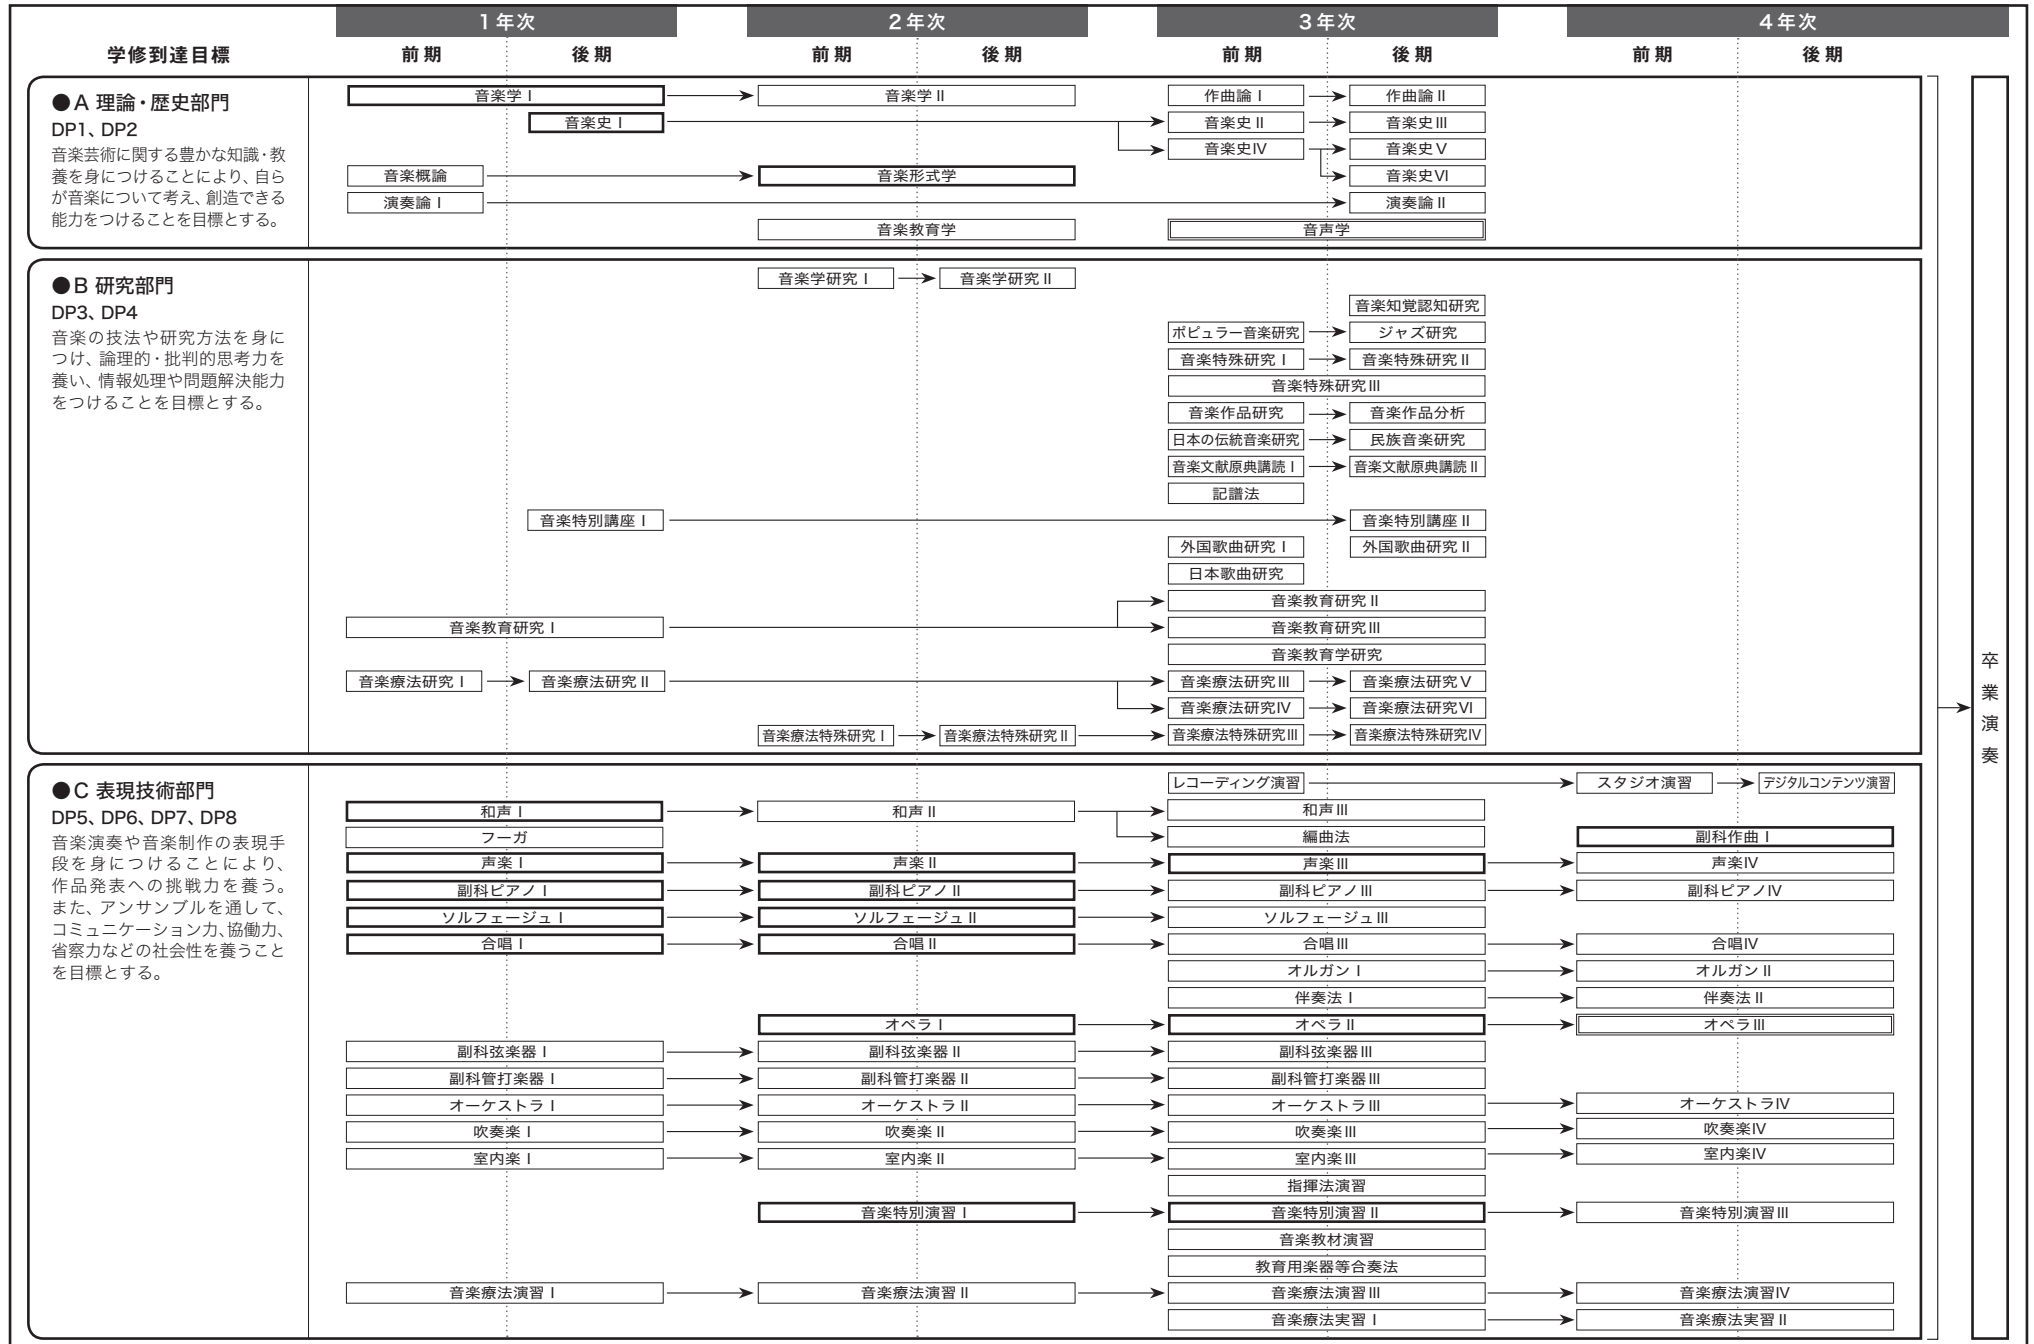 1年次 2年次 3年次 4年次
学修到達目標 前期 後期 前期 後期 前期 後期 前期 後期
●A 理論・歴史部門
DP1、DP2
音楽芸術に関する豊かな知識・教
養を身につけることにより、自ら
が音楽について考え、創造できる
能力をつけることを目標とする。
音楽学Ⅰ 音楽学Ⅱ 作曲論Ⅰ 作曲論Ⅱ
音楽史Ⅰ 音楽史Ⅱ 音楽史Ⅲ
音楽史Ⅳ 音楽史Ⅴ
音楽概論 音楽形式学 音楽史Ⅵ
演奏論Ⅰ 演奏論Ⅱ
音楽教育学 音声学
●B 研究部門
DP3、DP4
音楽の技法や研究方法を身に
つけ、論理的・批判的思考力を
養い、情報処理や問題解決能力
をつけることを目標とする。
音楽学研究Ⅰ 音楽学研究Ⅱ
音楽知覚認知研究
ポピュラー音楽研究 ジャズ研究
音楽特殊研究Ⅰ 音楽特殊研究Ⅱ
音楽特殊研究Ⅲ
音楽作品研究 音楽作品分析
日本の伝統音楽研究 民族音楽研究
音楽文献原典講読Ⅰ 音楽文献原典講読Ⅱ
記譜法
音楽特別講座Ⅰ 音楽特別講座Ⅱ
外国歌曲研究Ⅰ 外国歌曲研究Ⅱ
日本歌曲研究
音楽教育研究Ⅱ
音楽教育研究Ⅰ 音楽教育研究Ⅲ
音楽教育学研究
音楽療法研究Ⅰ 音楽療法研究Ⅱ 音楽療法研究Ⅲ 音楽療法研究Ⅴ
音楽療法研究Ⅳ 音楽療法研究Ⅵ
音楽療法特殊研究Ⅰ 音楽療法特殊研究Ⅱ 音楽療法特殊研究Ⅲ 音楽療法特殊研究Ⅳ
●C 表現技術部門
DP5、DP6、DP7、DP8
音楽演奏や音楽制作の表現手
段を身につけることにより、
作品発表への挑戦力を養う。
また、アンサンブルを通して、
コミュニケーション力、協働力、
省察力などの社会性を養うこと
を目標とする。
レコーディング演習 スタジオ演習 デジタルコンテンツ演習
和声Ⅰ 和声Ⅱ 和声Ⅲ
フーガ 編曲法 副科作曲Ⅰ
声楽Ⅰ 声楽Ⅱ 声楽Ⅲ 声楽Ⅳ
副科ピアノⅠ 副科ピアノⅡ 副科ピアノⅢ 副科ピアノⅣ
ソルフェージュⅠ ソルフェージュⅡ ソルフェージュⅢ
合唱Ⅰ 合唱Ⅱ 合唱Ⅲ 合唱Ⅳ
オルガンⅠ オルガンⅡ
伴奏法Ⅰ 伴奏法Ⅱ
オペラⅠ オペラⅡ オペラⅢ
副科弦楽器Ⅰ 副科弦楽器Ⅱ 副科弦楽器Ⅲ
副科管打楽器Ⅰ 副科管打楽器Ⅱ 副科管打楽器Ⅲ
オーケストラⅠ オーケストラⅡ オーケストラⅢ オーケストラⅣ
吹奏楽Ⅰ 吹奏楽Ⅱ 吹奏楽Ⅲ 吹奏楽Ⅳ
室内楽Ⅰ 室内楽Ⅱ 室内楽Ⅲ 室内楽Ⅳ
指揮法演習
音楽特別演習Ⅰ 音楽特別演習Ⅱ 音楽特別演習Ⅲ
音楽教材演習
教育用楽器等合奏法
音楽療法演習Ⅰ 音楽療法演習Ⅱ 音楽療法演習Ⅲ 音楽療法演習Ⅳ
音楽療法実習Ⅰ 音楽療法実習Ⅱ
卒業演奏